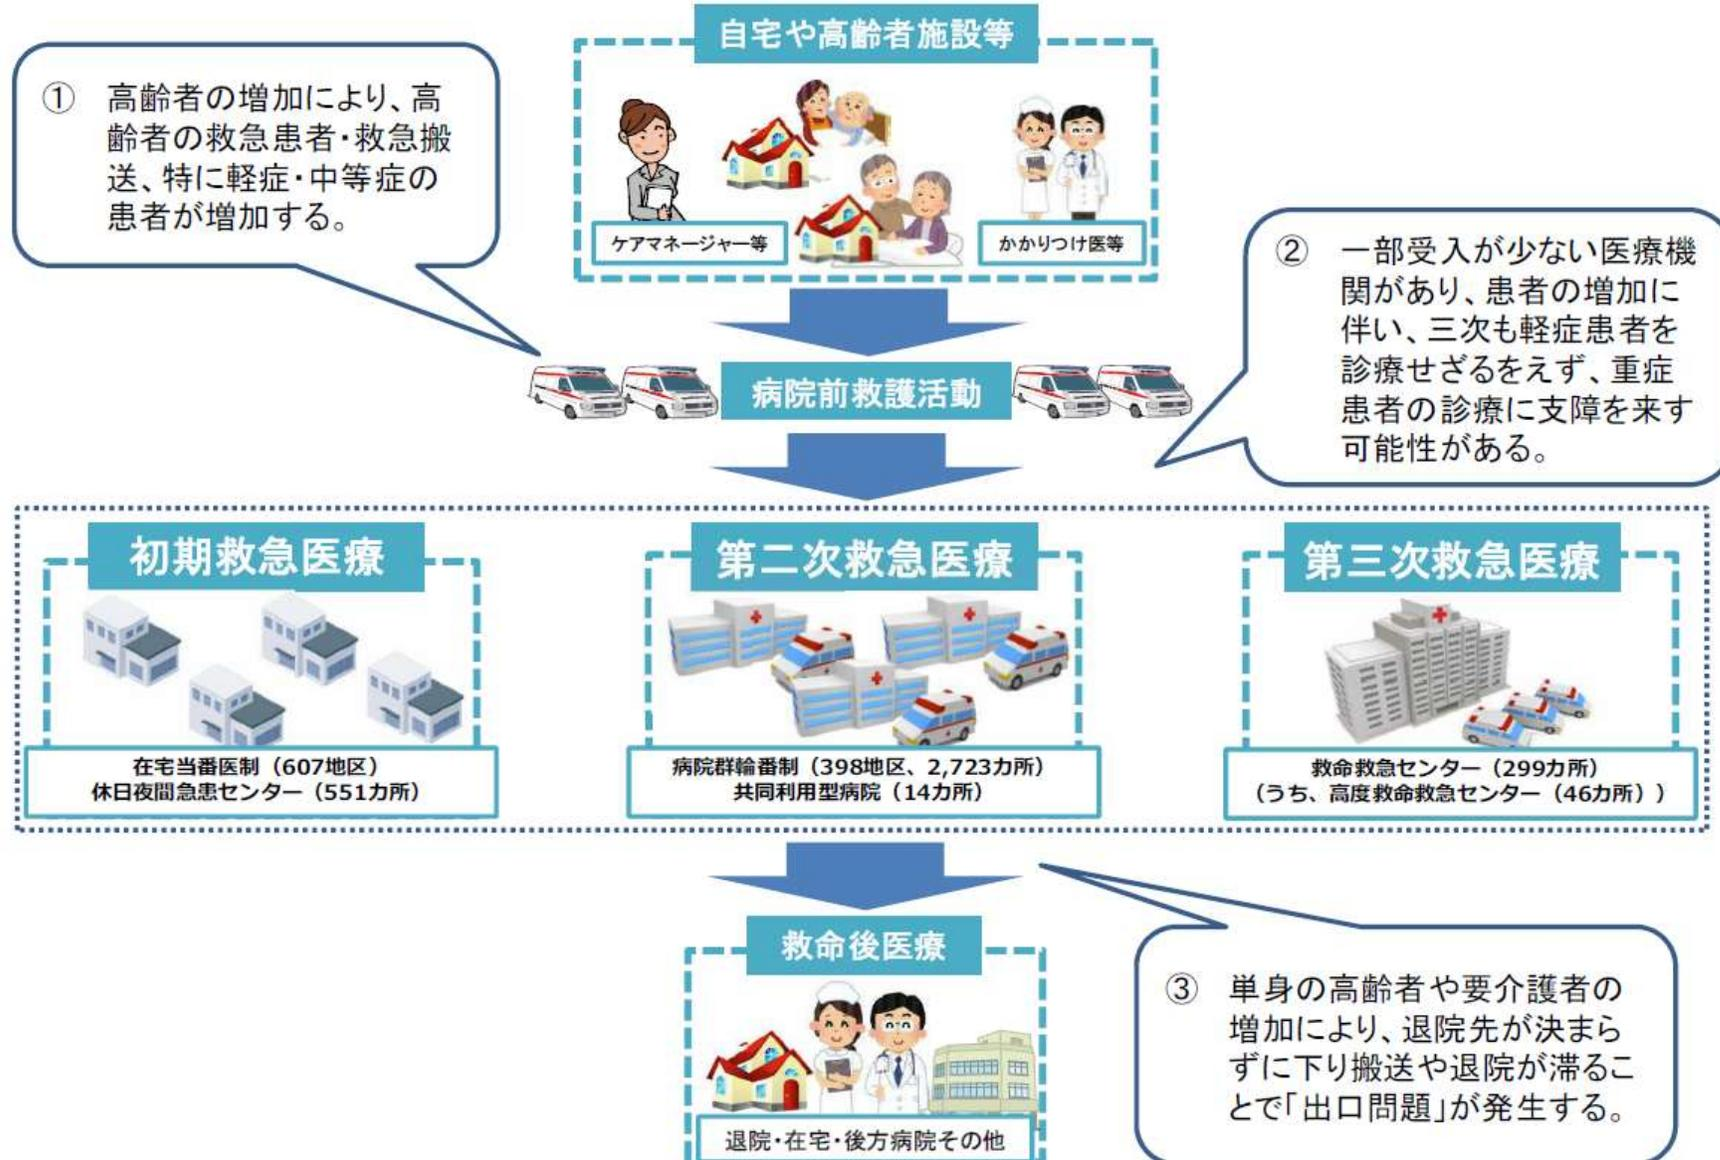 自宅や高齢者施設等
① 高齢者の増加により、高
齢者の救急患者・救急搬
送、特に軽症・中等症の
患者が増加する。
ケアマネージャー等
かかりつけ医等
② 一部受入が少ない医療機
関があり、患者の増加に
伴い、三次も軽症患者を
診療せざるをえず、重症
患者の診療に支障を来す
可能性がある。
病院前救護活動
初期救急医療
在宅当番医制（607地区）
休日夜間急患センター（551カ所）
第二次救急医療
病院群輪番制（398地区、2,723カ所）
共同利用型病院（14カ所）
第三次救急医療
救命救急センター（299カ所）
（うち、高度救命救急センター（46カ所））
救命後医療
退院・在宅・後方病院その他
③ 単身の高齢者や要介護者の
増加により、退院先が決まら
ずに下り搬送や退院が滞るこ
とで「出口問題」が発生する。